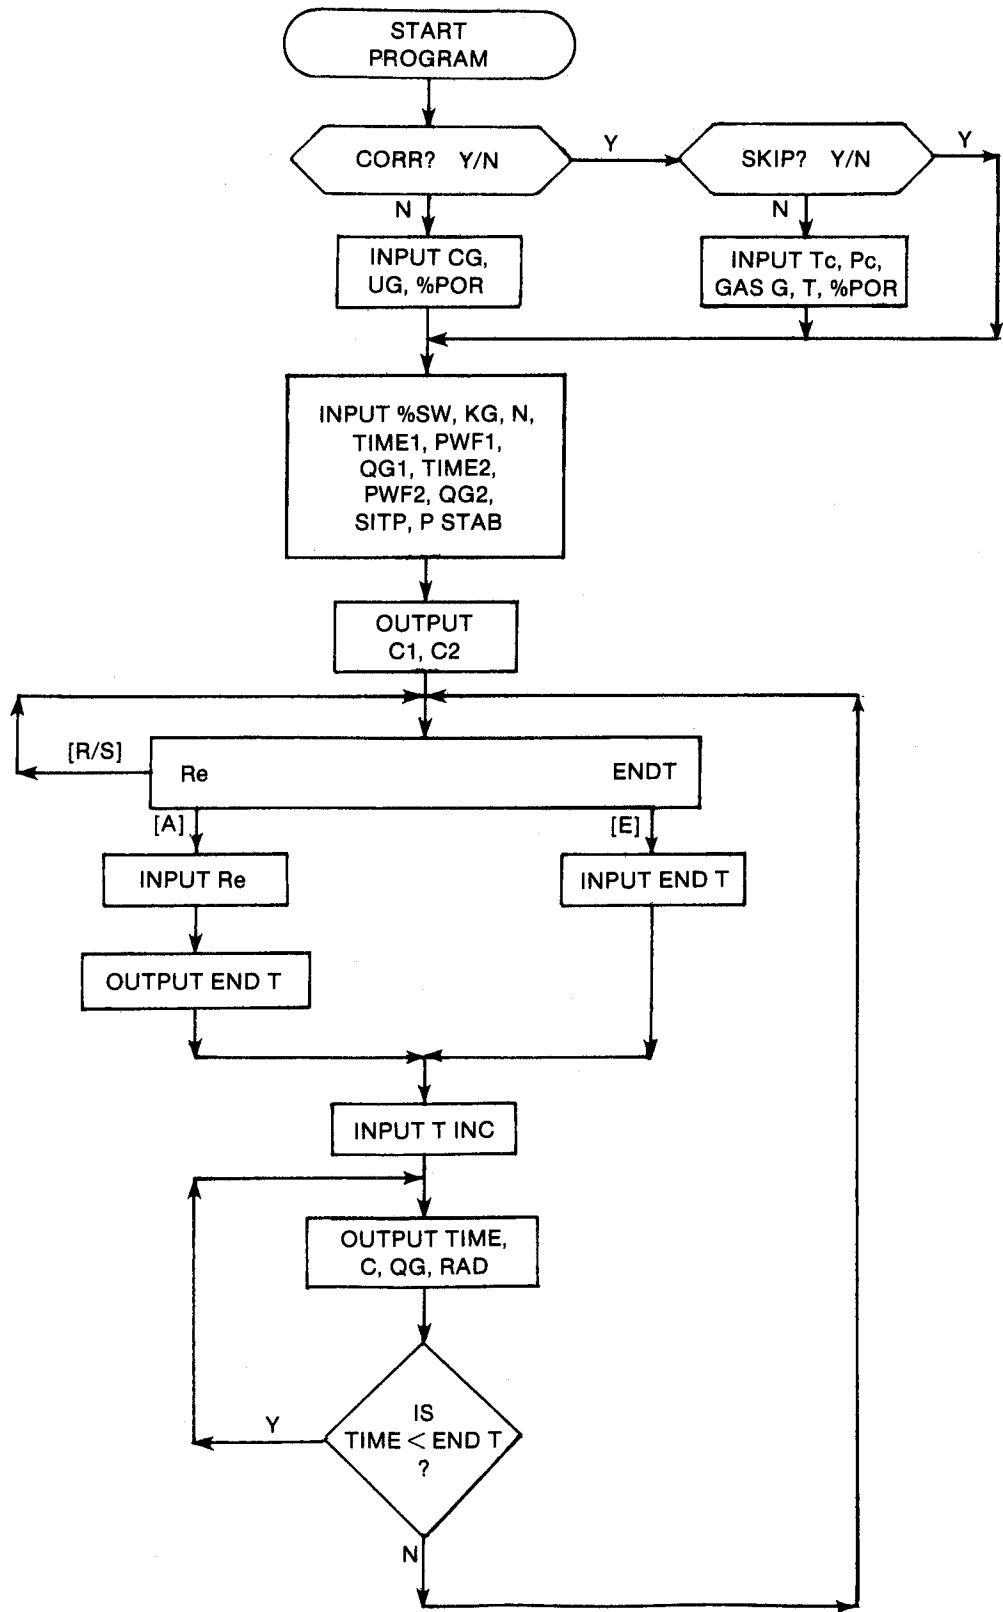 START
PROGRAM
CORR? Y/N
Y
SKIP? Y/N
Y
N
N
INPUT CG,
UG, %POR
INPUT Tc, Pc,
GAS G, T, %POR
INPUT %SW, KG, N,
TIME1, PWF1,
QG1, TIME2,
PWF2, QG2,
SITP, P STAB
OUTPUT
C1, C2
[R/S]
Re ENDT
[A]
[E]
INPUT Re
INPUT END T
OUTPUT END T
INPUT T INC
OUTPUT TIME,
C, QG, RAD
IS
TIME < END T
?
Y
N